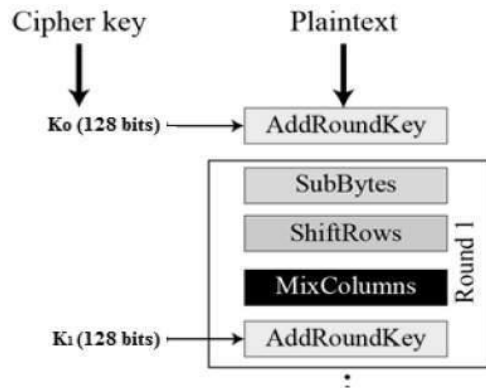 Cipher key
Plaintext
K0 (128 bits)
AddRoundKey
SubBytes
ShiftRows
MixColumns
Round 1
K1 (128 bits)
AddRoundKey